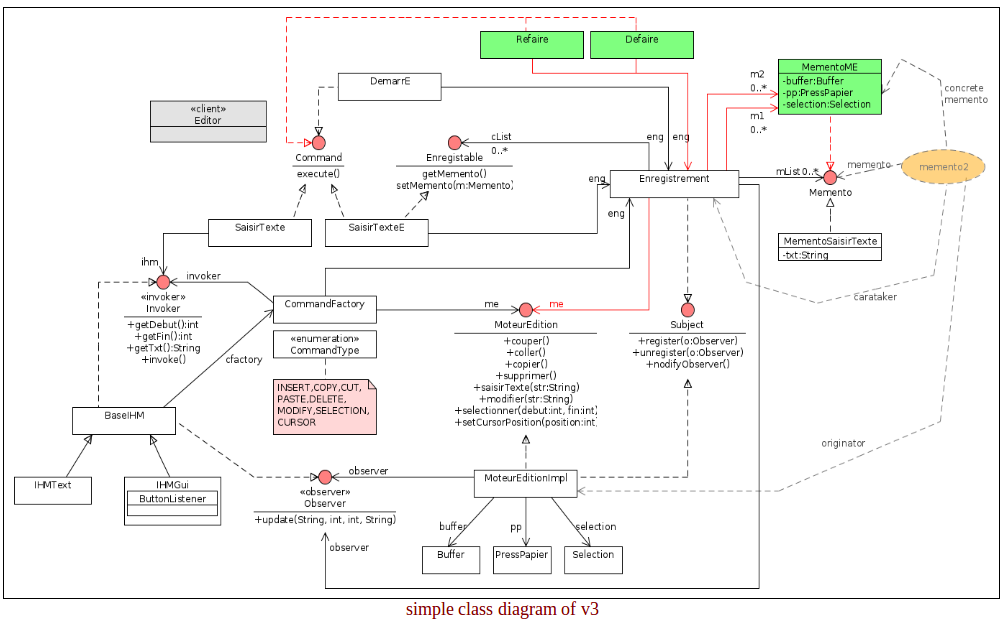 Refaire
Defaire
DemarrE
«client»
Editor
m2
0..*
MementoME
-buffer:Buffer
-pp:PressPapier
-selection:Selection
m1
0..*
concrete
memento
Command
execute()
cList
0..*
Enregistable
getMemento()
setMemento(m:Memento)
eng
eng
eng
eng
Enregistrement
mList 0..*
Memento
memento
memento2
SaisirTexte
SaisirTexteE
MementoSaisirTexte
-txt:String
ihm
invoker
«invoker»
Invoker
+getDebut():int
+getFin():int
+getTxt():String
+invoke()
CommandFactory
me
me
MoteurEdition
+couper()
+coller()
+copier()
+supprimer()
+saisirTexte(str:String)
+modifier(str:String)
+selectionner(debut:int, fin:int)
+setCursorPosition(position:int)
Subject
+register(o:Observer)
+unregister(o:Observer)
+nodifyObserver()
carataker
«enumeration»
CommandType
cfactory
INSERT,COPY,CUT,
PASTE,DELETE,
MODIFY,SELECTION,
CURSOR
BaseIHM
originator
IHMText
IHMGui
ButtonListener
observer
«observer»
Observer
+update(String, int, int, String)
observer
MoteurEditionImpl
buffer
pp
selection
Buffer
PressPapier
Selection
simple class diagram of v3